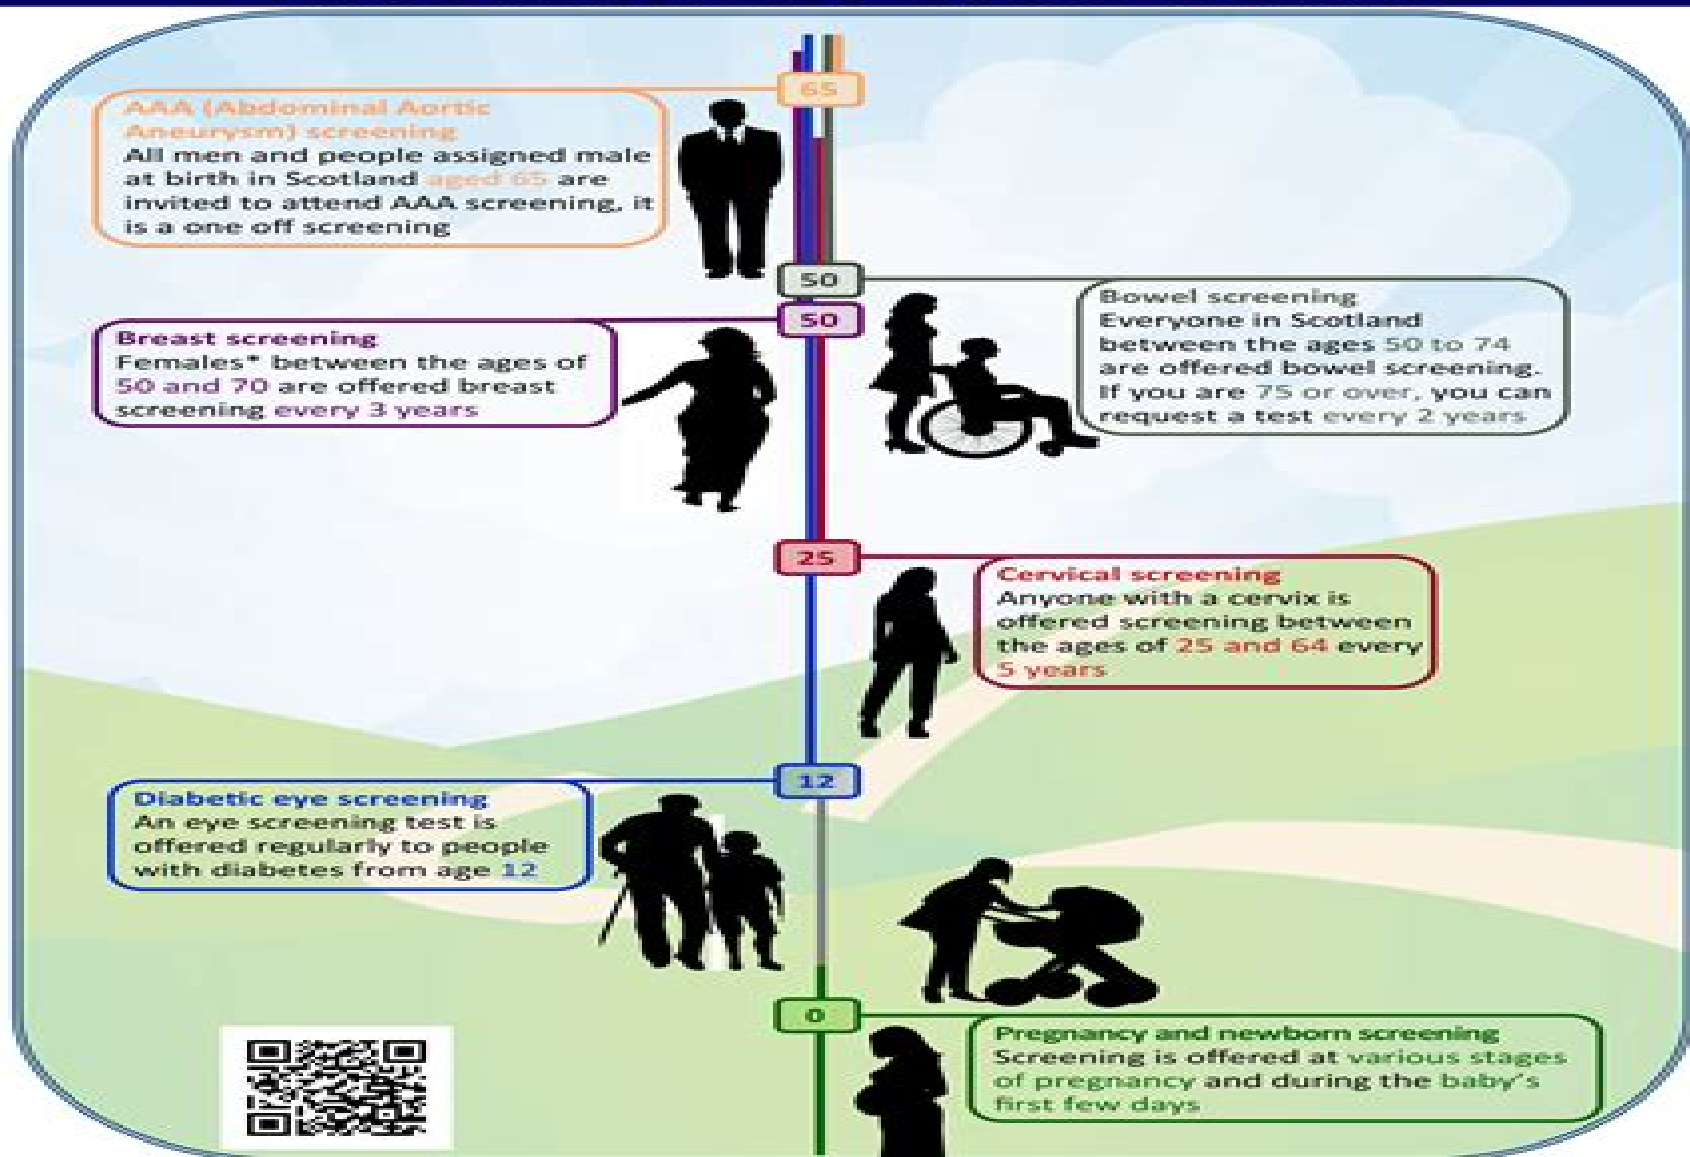 65
AAA (Abdominal Aortic
Aneurysm) screening
All men and people assigned male
at birth in Scotland aged 65 are
invited to attend AAA screening, it
is a one off screening
50
Bowel screening
Everyone in Scotland
between the ages 50 to 74
are offered bowel screening.
If you are 75 or over, you can
request a test every 2 years
50
Breast screening
Females* between the ages of
50 and 70 are offered breast
screening every 3 years
25
Cervical screening
Anyone with a cervix is
offered screening between
the ages of 25 and 64 every
5 years
12
Diabetic eye screening
An eye screening test is
offered regularly to people
with diabetes from age 12
0
Pregnancy and newborn screening
Screening is offered at various stages
of pregnancy and during the baby's
first few days